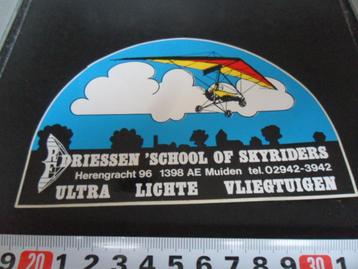 DRIESSEN 'SCHOOL OF SKYRIDERS
Herengracht 96 1398 AE Muiden tel. 02942-3942
ULTRA LICHTE VLIEGTUIGEN
9 20 1 2 3 4 5 6 7 8 9 30 1